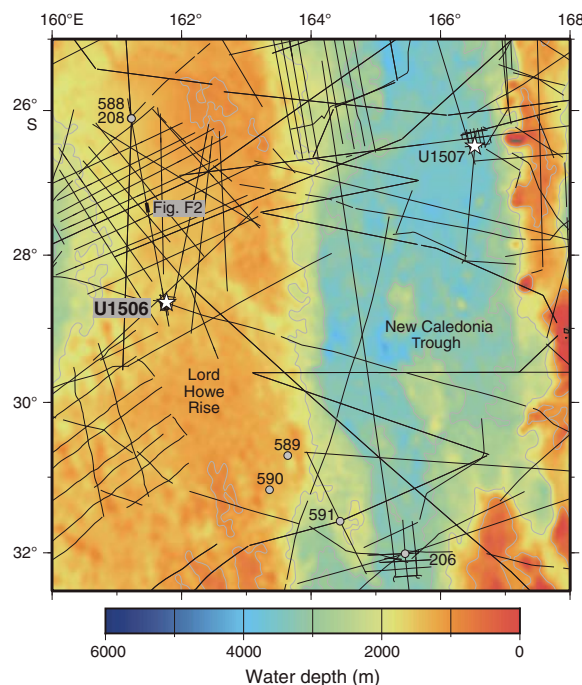 160°E
162°
164°
166°
168°
26°
S
588
208
U1507
Fig. F2
28°
U1506
New Caledonia
Trough
Lord
Howe
Rise
30°
589
590
591
32°
206
6000
4000
2000
0
Water depth (m)